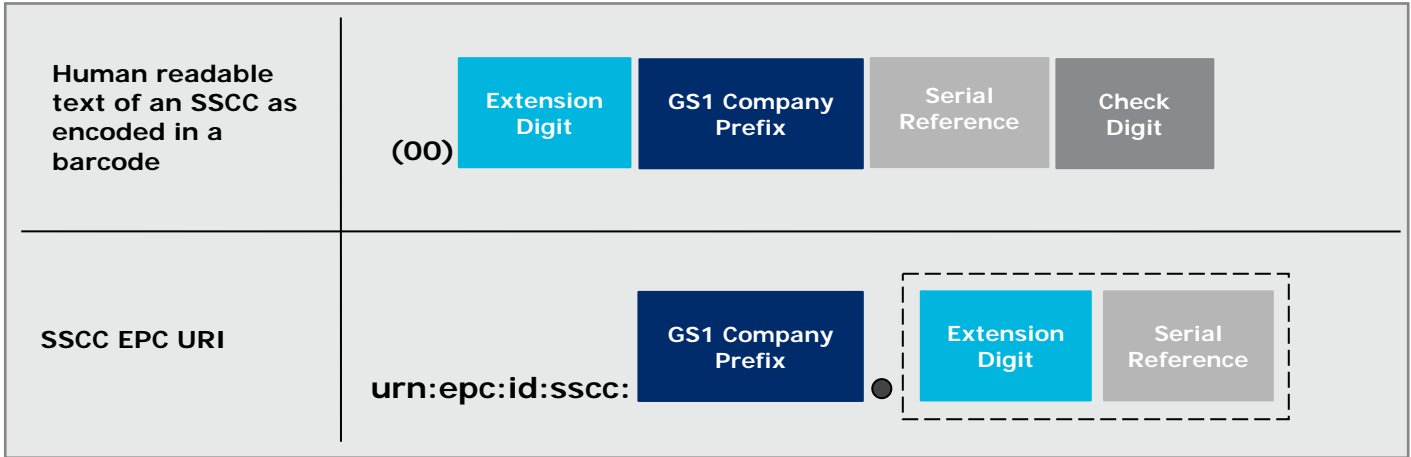 Human readable
text of an SSCC as
encoded in a
barcode
(00)
Extension
Digit
GS1 Company
Prefix
Serial
Reference
Check
Digit
SSCC EPC URI
urn:epc:id:sscc:
GS1 Company
Prefix
Extension
Digit
Serial
Reference